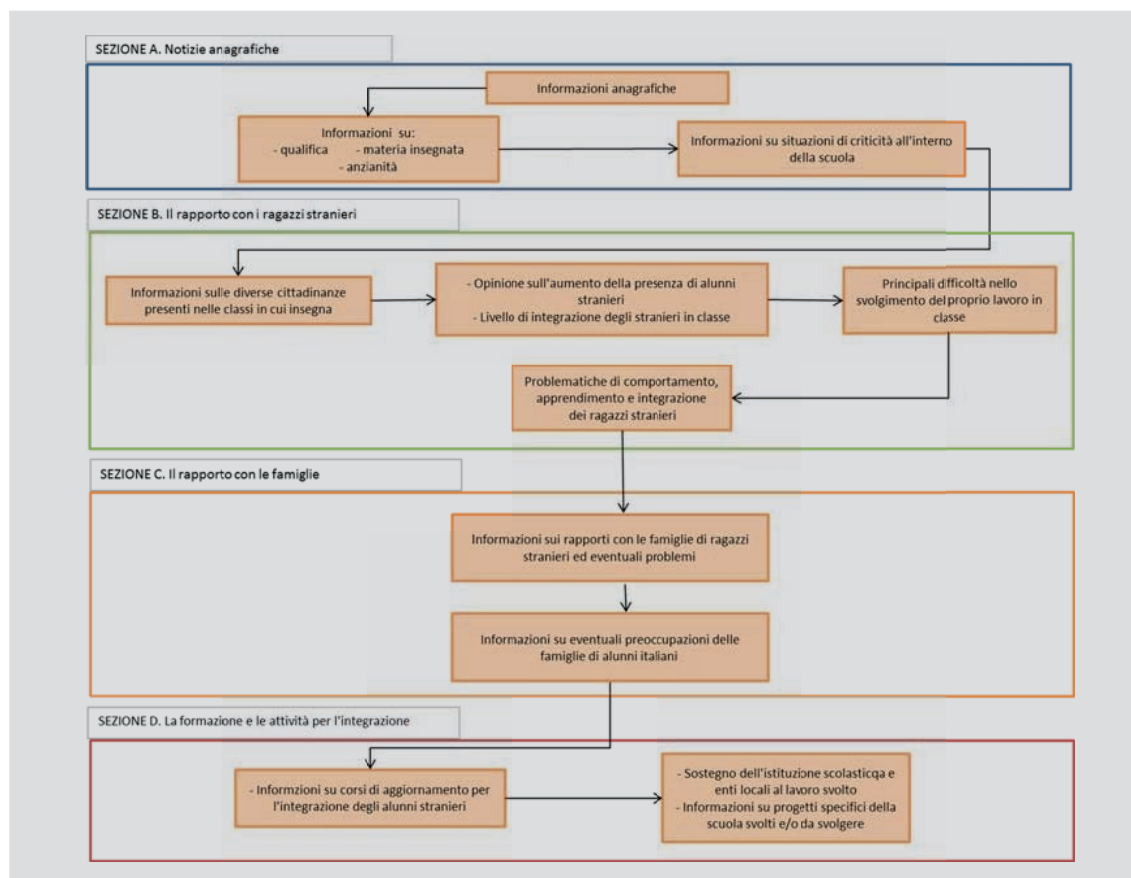 SEZIONE A. Notizie anagrafiche
Informazioni anagrafiche
Informazioni su:
- qualifica - materia insegnata
- anzianità
Informazioni su situazioni di criticità all'interno
della scuola
SEZIONE B. Il rapporto con i ragazzi stranieri
Informazioni sulle diverse cittadinanze
presenti nelle classi in cui insegna
- Opinione sull'aumento della presenza di alunni
stranieri
- Livello di integrazione degli stranieri in classe
Principali difficoltà nello
svolgimento del proprio lavoro in
classe
Problematiche di comportamento,
apprendimento e integrazione
dei ragazzi stranieri
SEZIONE C. Il rapporto con le famiglie
Informazioni sui rapporti con le famiglie di ragazzi
stranieri ed eventuali problemi
Informazioni su eventuali preoccupazioni delle
famiglie di alunni italiani
SEZIONE D. La formazione e le attività per l'integrazione
- Informzioni su corsi di aggiornamento per
l'integrazione degli alunni stranieri
- Sostegno dell'istituzione scolasticqa e
enti locali al lavoro svolto
- Informazioni su progetti specifici della
scuola svolti e/o da svolgere